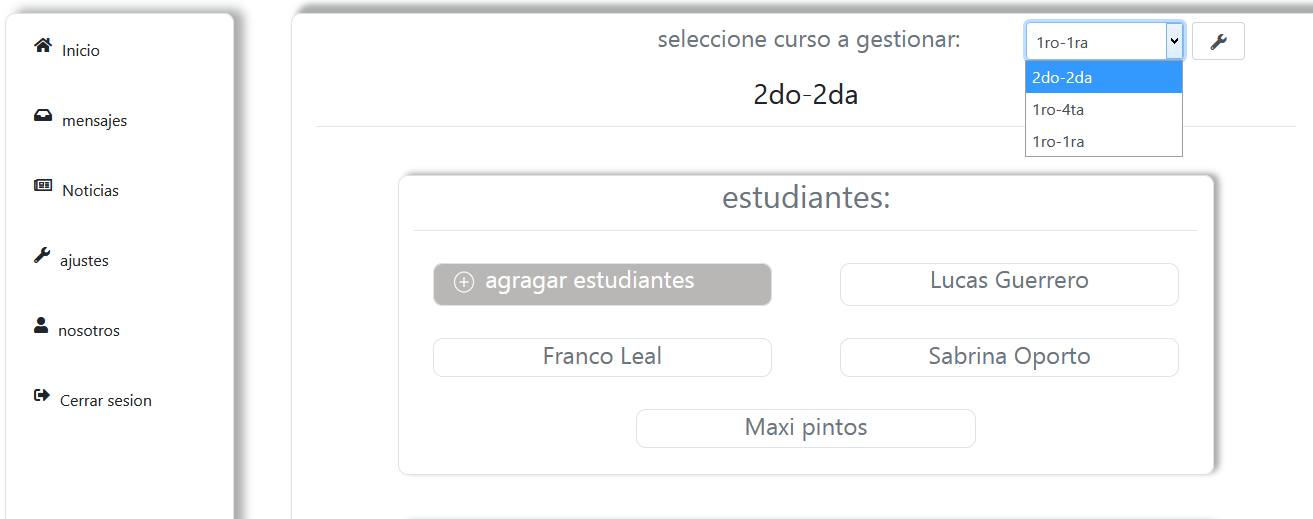 Inicio
mensajes
Noticias
ajustes
nosotros
Cerrar sesion
seleccione curso a gestionar:
1ro-1ra
2do-2da
1ro-4ta
1ro-1ra
2do-2da
estudiantes:
agragar estudiantes
Lucas Guerrero
Franco Leal
Sabrina Oporto
Maxi pintos